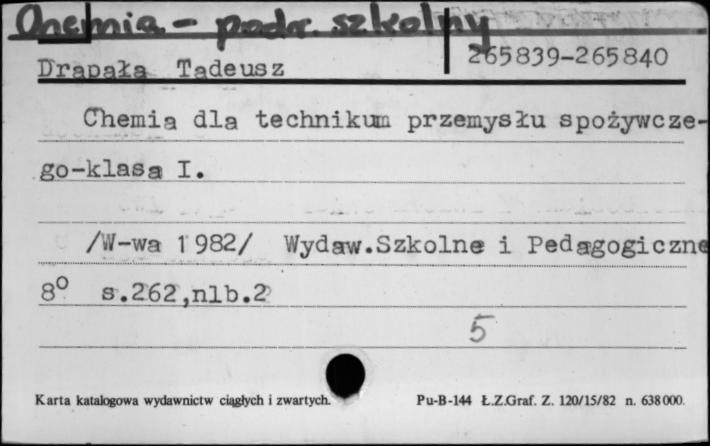 Chemia - podr. szkolny
265839-265840
Drapała Tadeusz
Chemia dla technikum przemysłu spożywcze-
go-klasa I.
/W-wa 1982/ Wydaw.Szkolne i Pedagogiczne
8° s.262,nlb.2
5
Karta katalogowa wydawnictw ciągłych i zwartych. Pu-B-144 Ł.Z.Graf. Z. 120/15/82 n. 638000.